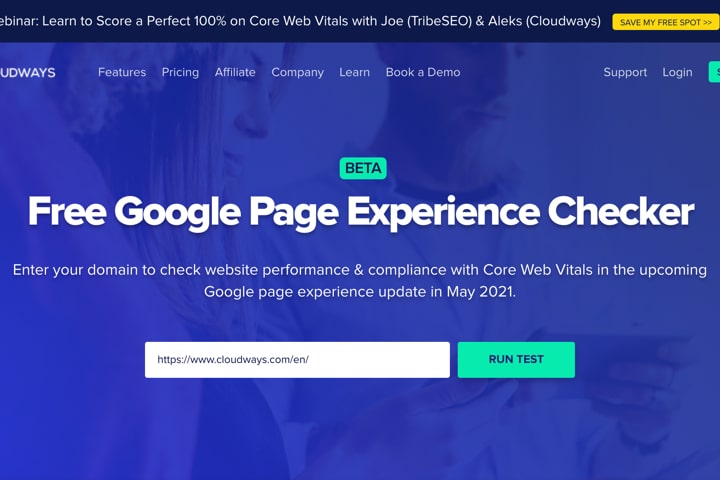 Learn to Score a Perfect 100% on Core Web Vitals with Joe (TribeSEO) & Aleks (Cloudways)
SAVE MY FREE SPOT >>
Features Pricing Affiliate Company Learn Book a Demo Support Login
BETA
Free Google Page Experience Checker
Enter your domain to check website performance & compliance with Core Web Vitals in the upcoming
Google page experience update in May 2021.
https://www.cloudways.com/en/
RUN TEST